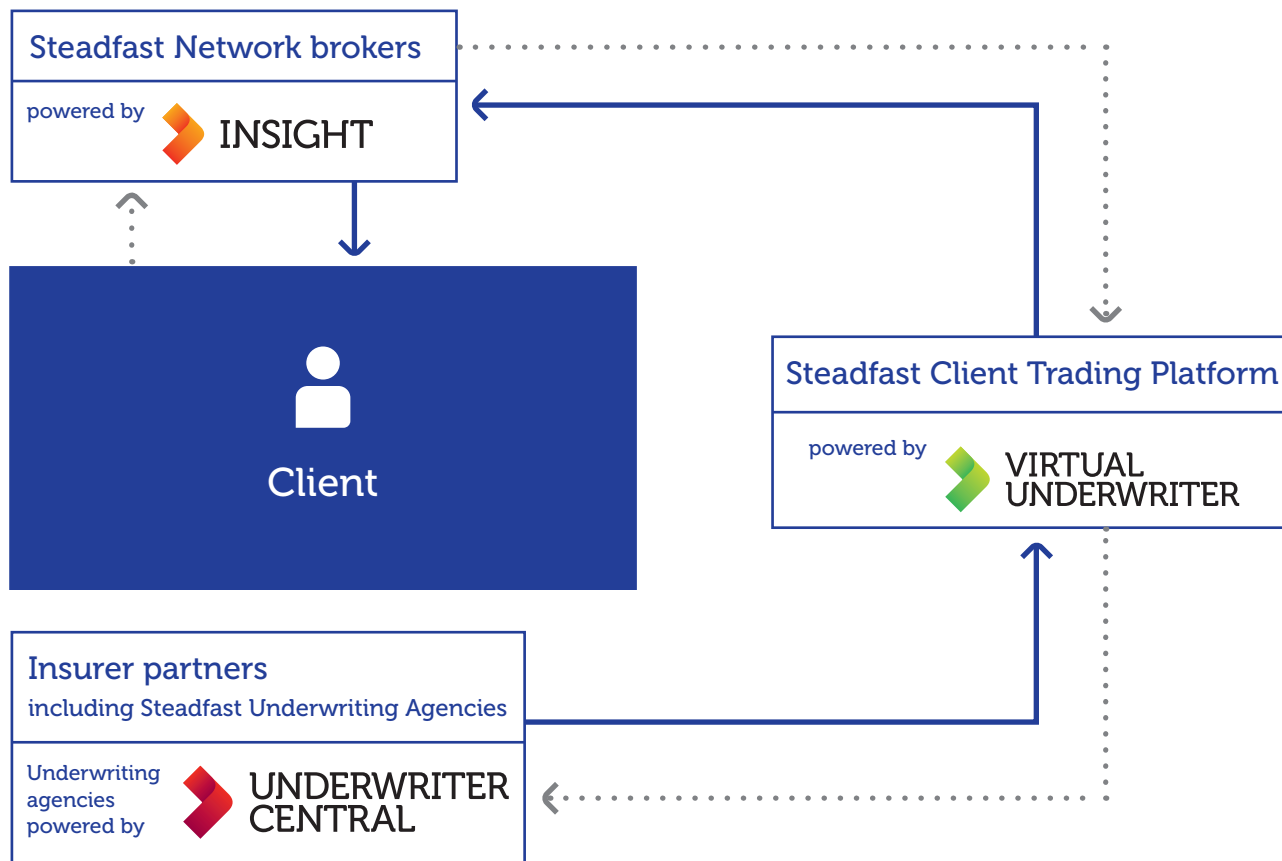 Steadfast Network brokers
powered by
INSIGHT
Client
Steadfast Client Trading Platform
powered by
VIRTUAL
UNDERWRITER
Insurer partners
including Steadfast Underwriting Agencies
Underwriting
agencies
powered by
UNDERWRITER
CENTRAL